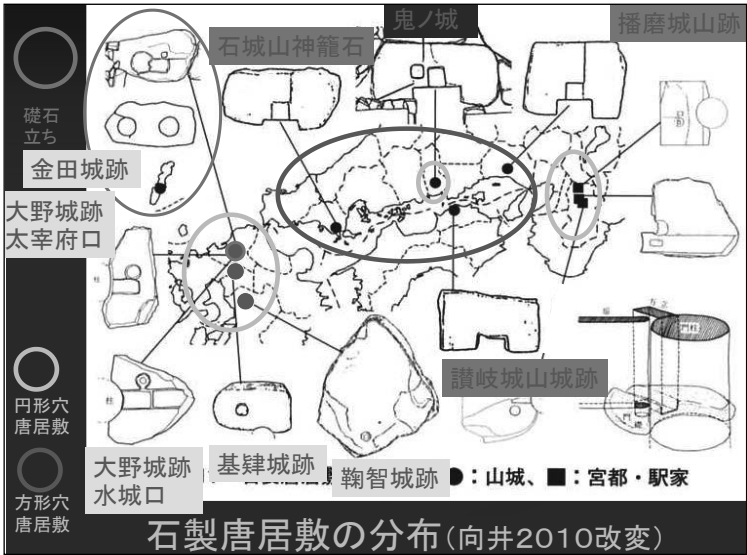 鬼ノ城
播磨城山跡
石城山神籠石
礎石
立ち
金田城跡
大野城跡
太宰府口
讃岐城山城跡
円形穴
唐居敷
方形穴
唐居敷
大野城跡
水城口
基肄城跡
鞠智城跡
●：山城、■：宮都・駅家
石製唐居敷の分布(向井2010改変)